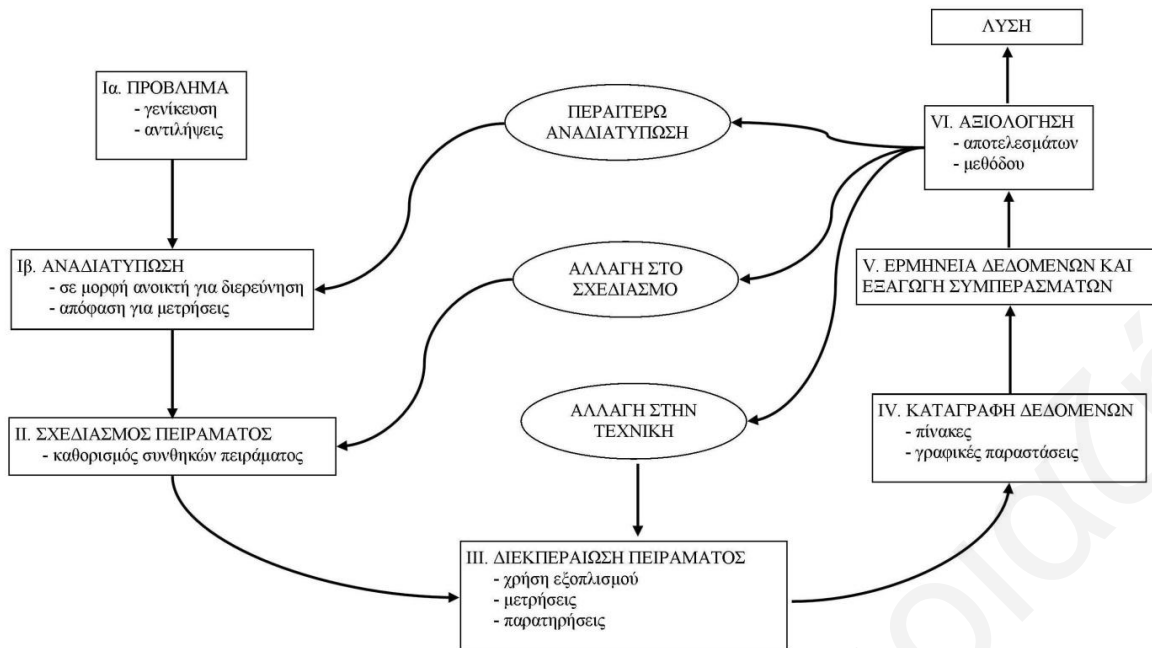 ΛΥΣΗ
Ια. ΠΡΟΒΛΗΜΑ
- γενίκευση
- αντιλήψεις
ΠΕΡΑΙΤΕΡΩ
ΑΝΑΔΙΑΤΥΠΩΣΗ
VI. ΑΞΙΟΛΟΓΗΣΗ
- αποτελεσμάτων
- μεθόδου
Ιβ. ΑΝΑΔΙΑΤΥΠΩΣΗ
- σε μορφή ανοικτή για διερεύνηση
- απόφαση για μετρήσεις
ΑΛΛΑΓΗ ΣΤΟ
ΣΧΕΔΙΑΣΜΟ
V. ΕΡΜΗΝΕΙΑ ΔΕΔΟΜΕΝΩΝ ΚΑΙ
ΕΞΑΓΩΓΗ ΣΥΜΠΕΡΑΣΜΑΤΩΝ
II. ΣΧΕΔΙΑΣΜΟΣ ΠΕΙΡΑΜΑΤΟΣ
- καθορισμός συνθηκών πειράματος
ΑΛΛΑΓΗ ΣΤΗΝ
ΤΕΧΝΙΚΗ
IV. ΚΑΤΑΓΡΑΦΗ ΔΕΔΟΜΕΝΩΝ
- πίνακες
- γραφικές παραστάσεις
III. ΔΙΕΚΠΕΡΑΙΩΣΗ ΠΕΙΡΑΜΑΤΟΣ
- χρήση εξοπλισμού
- μετρήσεις
- παρατηρήσεις